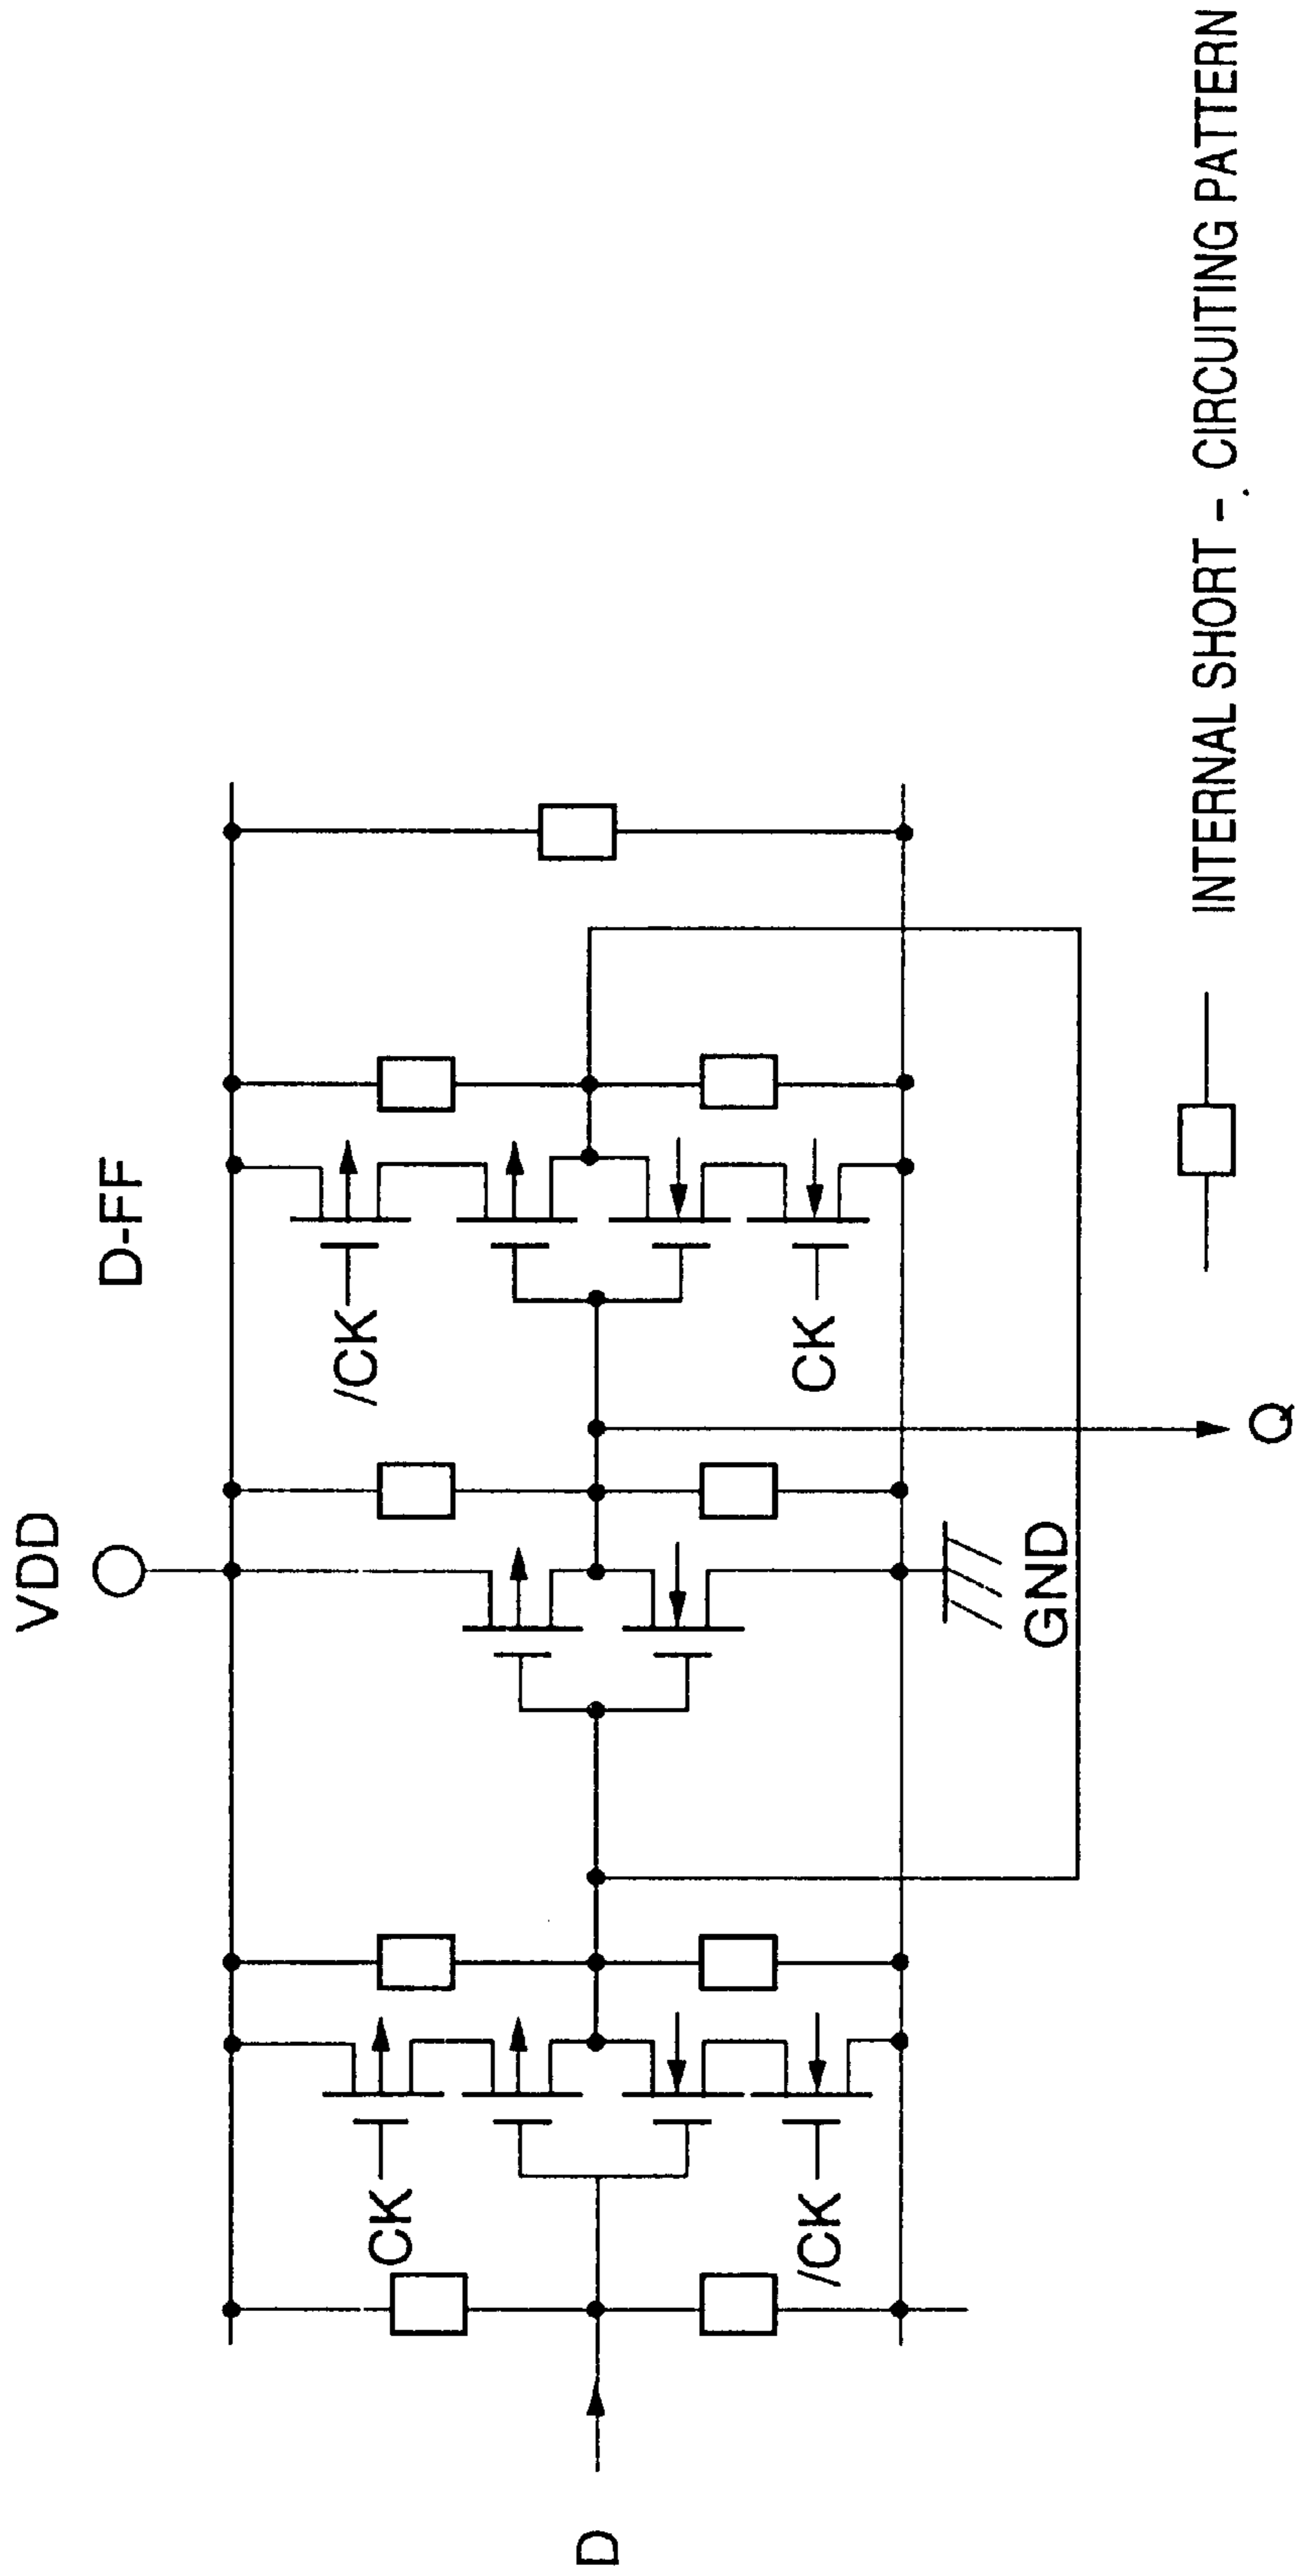 D-FF
VDD
CK
/CK
/CK
CK
D
GND
Q
INTERNAL SHORT - CIRCUITING PATTERN